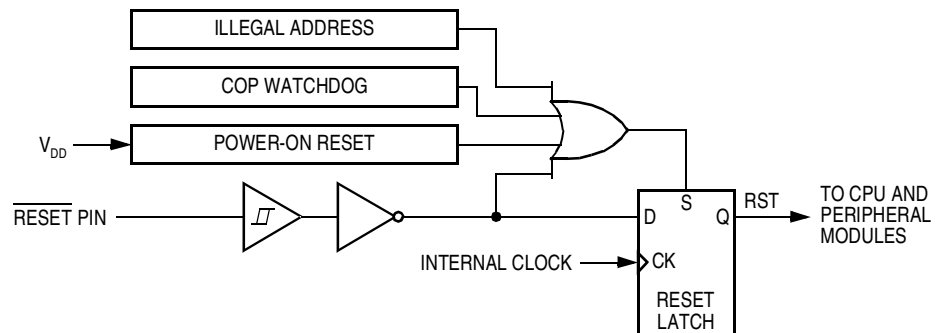 ILLEGAL ADDRESS
COP WATCHDOG
VDD
POWER-ON RESET
RESET PIN
D
S
Q
RST
TO CPU AND
PERIPHERAL
MODULES
INTERNAL CLOCK
CK
RESET
LATCH